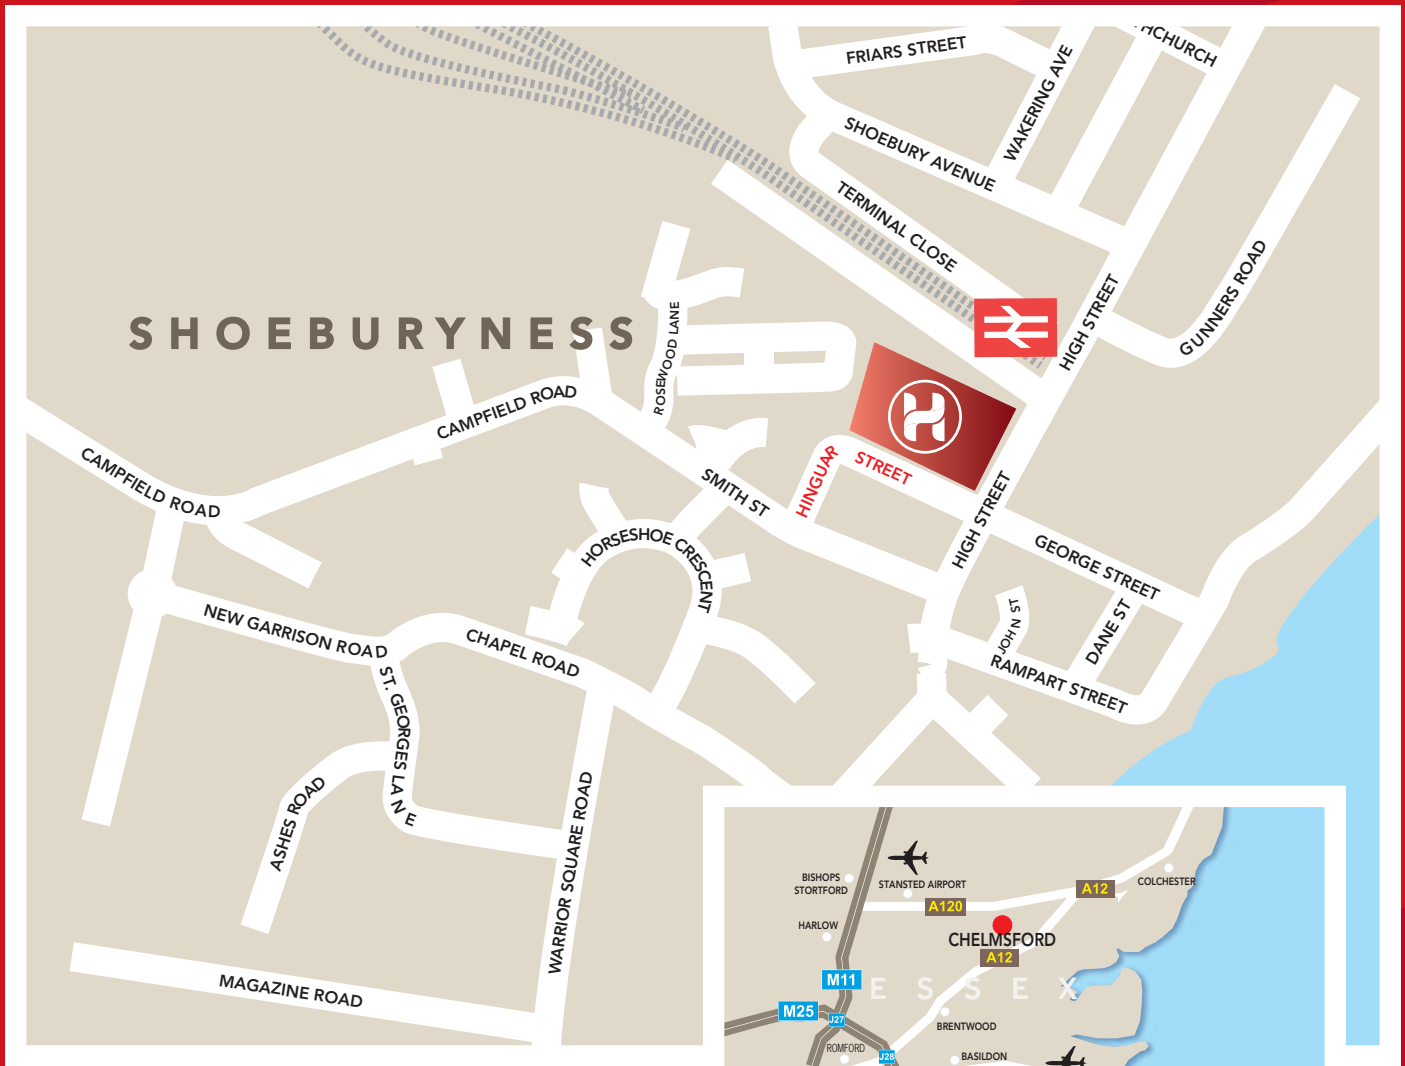 FRIARS STREET
WAKERING AVE
HCHURCH
SHOEBURY AVENUE
TERMINAL CLOSE
HIGH STREET
GUNNERS ROAD
SHOEBURYNESS
ROSEWOOD LANE
CAMPFIELD ROAD
CAMPFIELD ROAD
SMITH ST
HINGUAR STREET
HIGH STREET
GEORGE STREET
HORSESHOE CRESCENT
JOHN ST
DANE ST
RAMPART STREET
NEW GARRISON ROAD
CHAPEL ROAD
ST. GEORGES LANE
ASHES ROAD
WARRIOR SQUARE ROAD
MAGAZINE ROAD
BISHOPS
STORTFORD
STANSTED AIRPORT
COLCHESTER
A12
A120
HARLOW
CHELMSFORD
A12
M11
ESSEX
M25
J27
BRENTWOOD
ROMFORD
J28
BASILDON